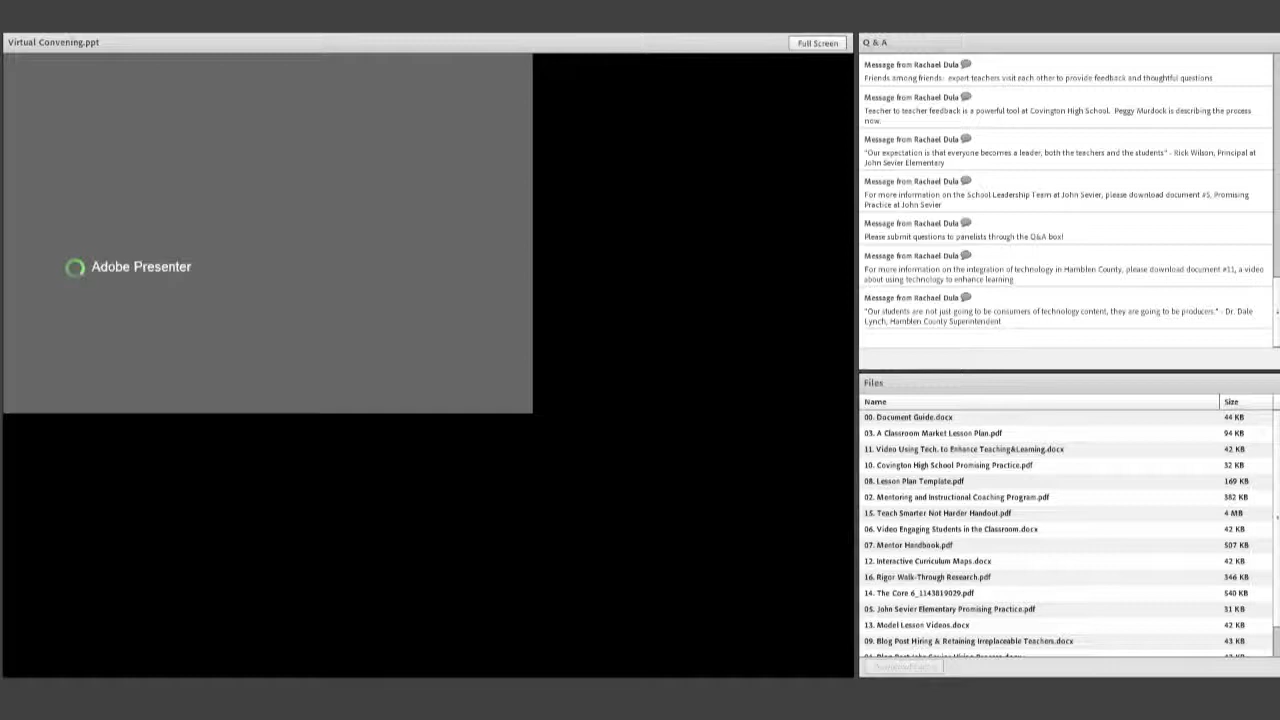 Virtual Convening.ppt
Full Screen
Adobe Presenter
Q & A
Message from Rachael Dula
Friends among friends: expert teachers visit each other to provide feedback and thoughtful questions
Message from Rachael Dula
Teacher to teacher feedback is a powerful tool at Covington High School. Peggy Murdock is describing the process
now.
Message from Rachael Dula
"Our expectation is that everyone becomes a leader, both the teachers and the students" - Rick Wilson, Principal at
John Sevier Elementary
Message from Rachael Dula
For more information on the School Leadership Team at John Sevier, please download document #5, Promising
Practice at John Sevier
Message from Rachael Dula
Please submit questions to panelists through the Q&A box!
Message from Rachael Dula
For more information on the integration of technology in Hamblen County, please download document #11, a video
about using technology to enhance learning
Message from Rachael Dula
"Our students are not just going to be consumers of technology content, they are going to be producers." - Dr. Dale
Lynch, Hamblen County Superintendent
Files
Name Size
00. Document Guide.docx 44 KB
03. A Classroom Market Lesson Plan.pdf 94 KB
11. Video Using Tech. to Enhance Teaching&Learning.docx 42 KB
10. Covington High School Promising Practice.pdf 32 KB
08. Lesson Plan Template.pdf 169 KB
02. Mentoring and Instructional Coaching Program.pdf 382 KB
15. Teach Smarter Not Harder Handout.pdf 4 MB
06. Video Engaging Students in the Classroom.docx 42 KB
07. Mentor Handbook.pdf 507 KB
12. Interactive Curriculum Maps.docx 42 KB
16. Rigor Walk-Through Research.pdf 346 KB
14. The Core 6_1143819029.pdf 540 KB
05. John Sevier Elementary Promising Practice.pdf 31 KB
13. Model Lesson Videos.docx 42 KB
09. Blog Post Hiring & Retaining Irreplaceable Teachers.docx 43 KB